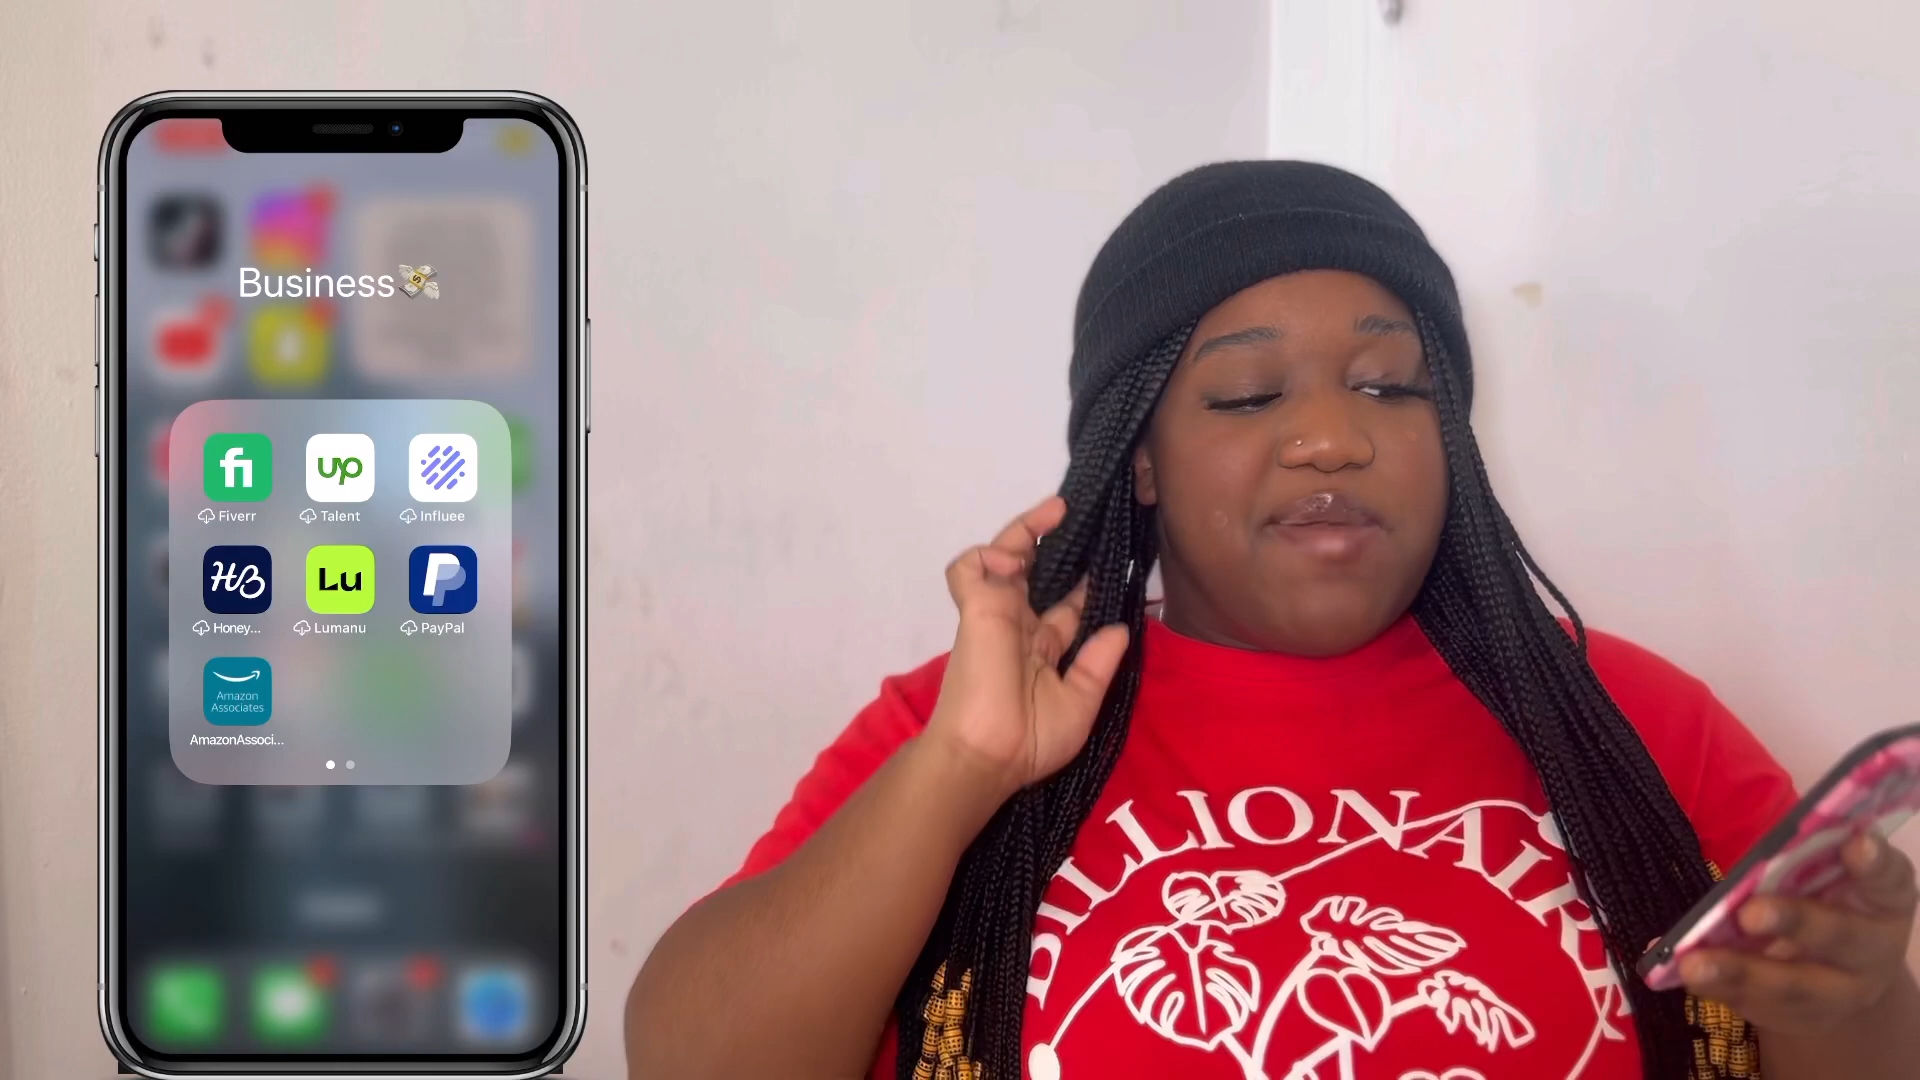 Business💸
fi
up
Fiverr
Talent
Influee
HB
Lu
P
Honey...
Lumanu
PayPal
Amazon
Associates
AmazonAssoci...
BILLIONAIRE